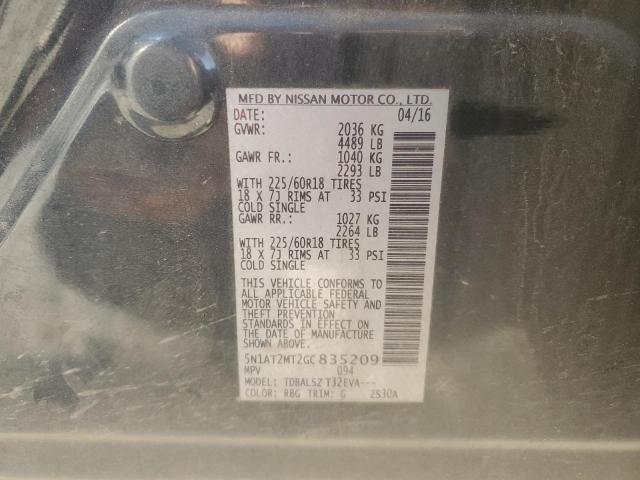 MFD BY NISSAN MOTOR CO., LTD.
DATE: 04/16
GVWR: 2036 KG
4489 LB
GAWR FR.: 1040 KG
2293 LB
WITH 225/60R18 TIRES
18 X 7J RIMS AT 33 PSI
COLD SINGLE
GAWR RR.: 1027 KG
2264 LB
WITH 225/60R18 TIRES
18 X 7J RIMS AT 33 PSI
COLD SINGLE
THIS VEHICLE CONFORMS TO
ALL APPLICABLE FEDERAL
MOTOR VEHICLE SAFETY AND
THEFT PREVENTION
STANDARDS IN EFFECT ON
THE DATE OF MANUFACTURE
SHOWN ABOVE.
5N1AT2MT2GC835209
MPV 094
MODEL: TDBALSZ T32EVA---
COLOR: RBG TRIM: G 2S30A